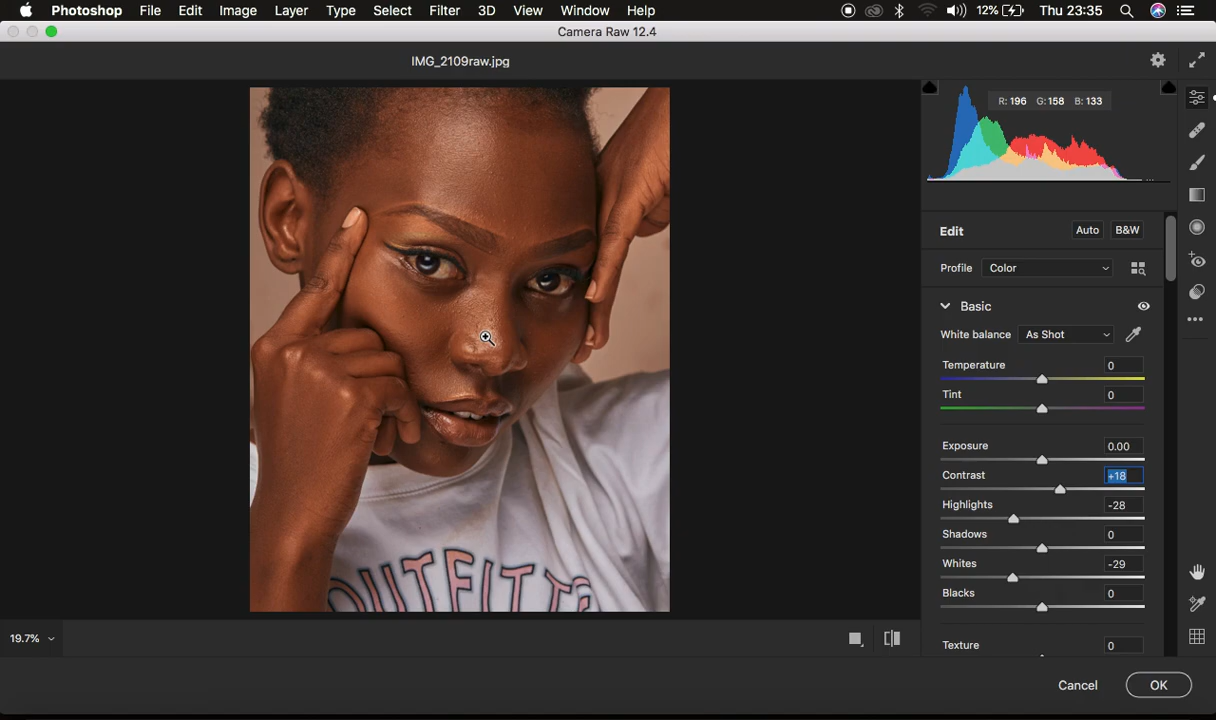 Photoshop File Edit Image Layer Type Select Filter 3D View Window Help 12% Thu 23:35
Camera Raw 12.4
IMG_2109raw.jpg
R: 196 G: 158 B: 133
Edit Auto B&W
Profile Color
Basic
White balance As Shot
Temperature 0
Tint 0
Exposure 0.00
Contrast +18
Highlights -28
Shadows 0
Whites -29
Blacks 0
Texture 0
OUTFITT
19.7%
Cancel OK